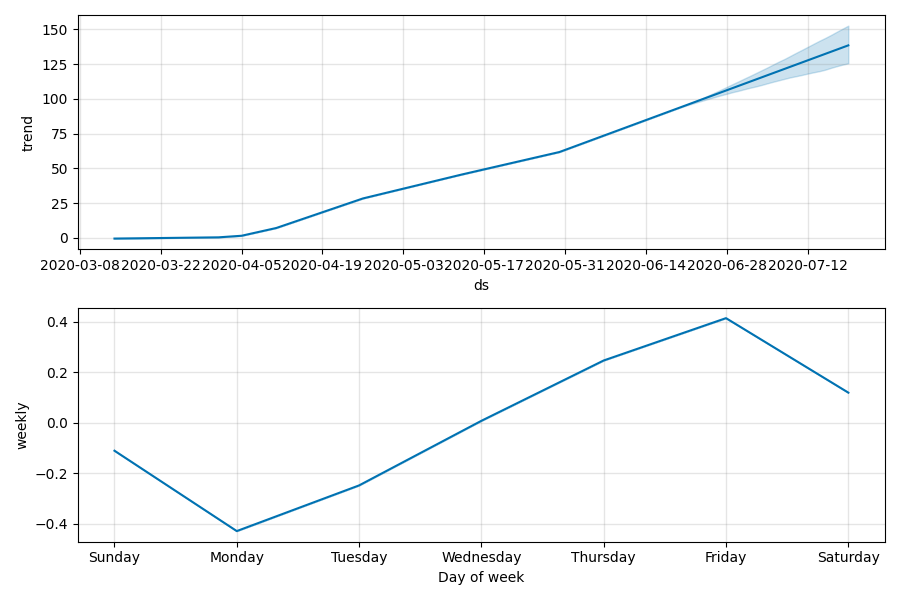 150
125
100
75
50
25
0
trend
2020-03-08 2020-03-22 2020-04-05 2020-04-19 2020-05-03 2020-05-17 2020-05-31 2020-06-14 2020-06-28 2020-07-12
ds
0.4
0.2
0.0
−0.2
−0.4
weekly
Sunday Monday Tuesday Wednesday Thursday Friday Saturday
Day of week